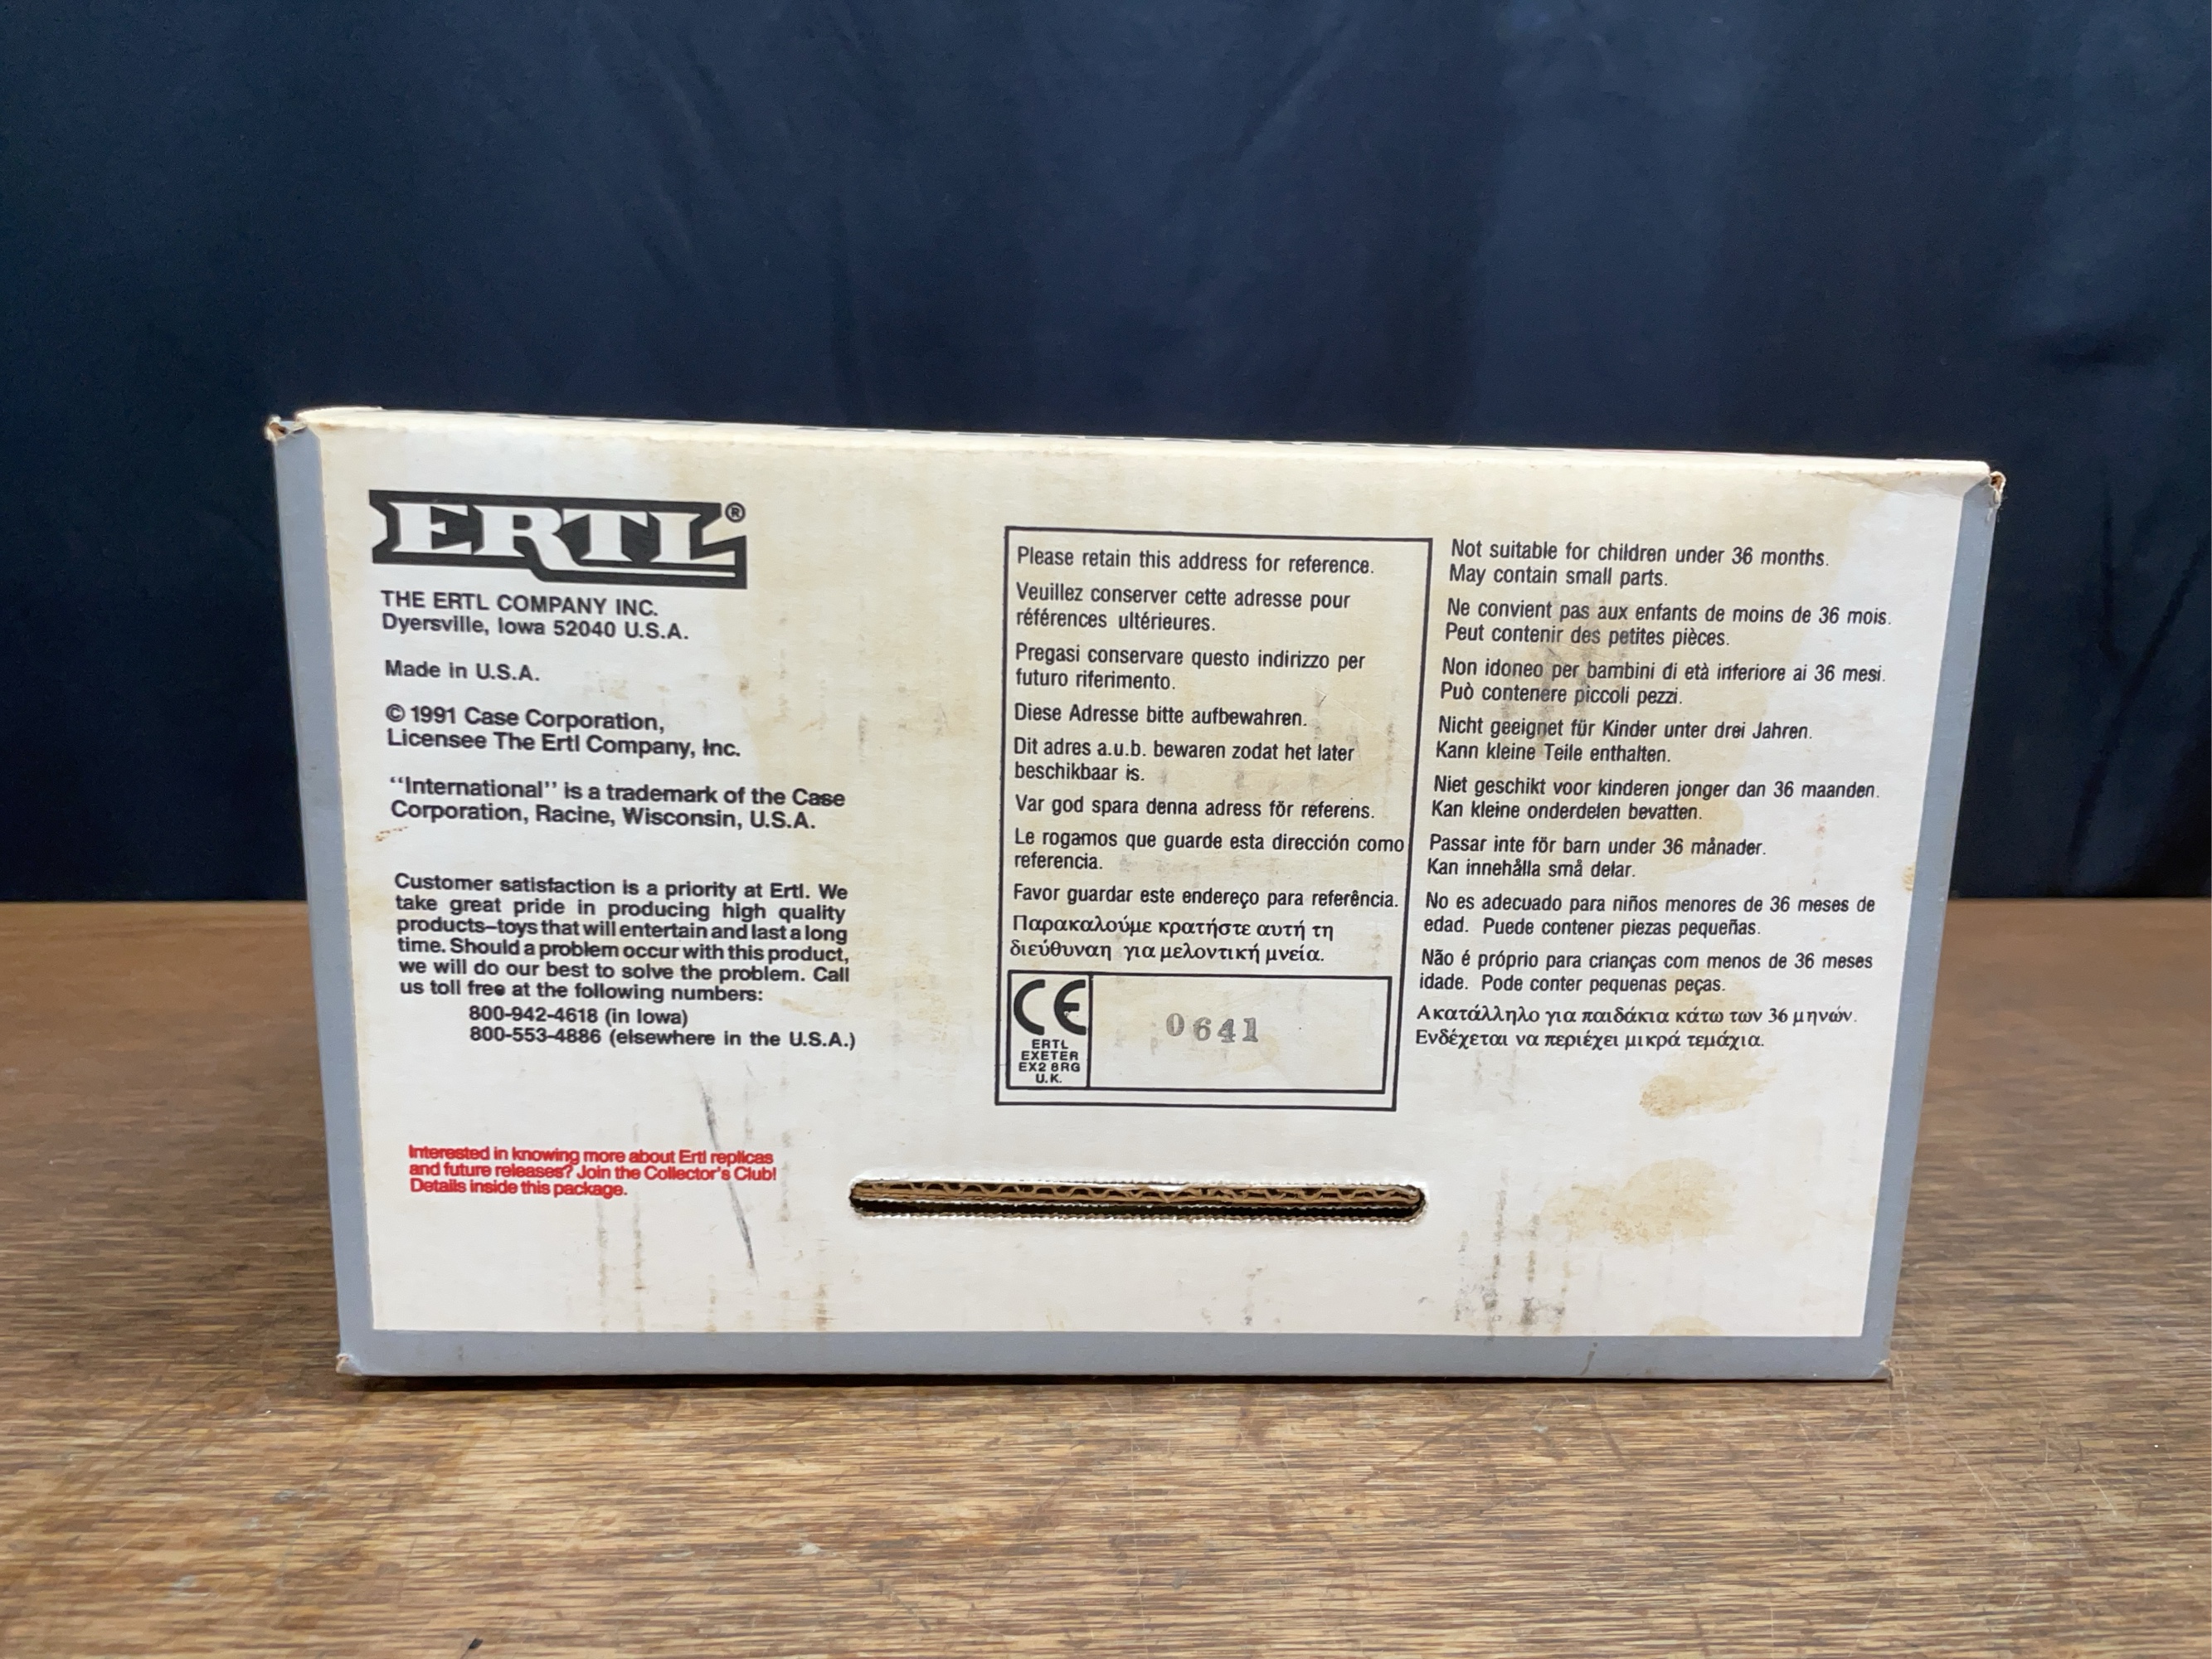 ERTL®
THE ERTL COMPANY INC.
Dyersville, Iowa 52040 U.S.A.
Made in U.S.A.
© 1991 Case Corporation,
Licensee The Ertl Company, Inc.
“International” is a trademark of the Case
Corporation, Racine, Wisconsin, U.S.A.
Customer satisfaction is a priority at Ertl. We
take great pride in producing high quality
products–toys that will entertain and last a long
time. Should a problem occur with this product,
we will do our best to solve the problem. Call
us toll free at the following numbers:
800-942-4618 (in Iowa)
800-553-4886 (elsewhere in the U.S.A.)
Interested in knowing more about Ertl replicas
and future releases? Join the Collector's Club!
Details inside this package.
Please retain this address for reference.
Veuillez conserver cette adresse pour
références ultérieures.
Pregasi conservare questo indirizzo per
futuro riferimento.
Diese Adresse bitte aufbewahren.
Dit adres a.u.b. bewaren zodat het later
beschikbaar is.
Var god spara denna adress för referens.
Le rogamos que guarde esta dirección como
referencia.
Favor guardar este endereço para referência.
Παρακαλούμε κρατήστε αυτή τη
διεύθυναη για μελοντική μνεία.
CE
ERTL
EXETER
EX2 8RG
U.K.
0641
Not suitable for children under 36 months.
May contain small parts.
Ne convient pas aux enfants de moins de 36 mois.
Peut contenir des petites pièces.
Non idoneo per bambini di età inferiore ai 36 mesi.
Può contenere piccoli pezzi.
Nicht geeignet für Kinder unter drei Jahren.
Kann kleine Teile enthalten.
Niet geschikt voor kinderen jonger dan 36 maanden.
Kan kleine onderdelen bevatten.
Passar inte för barn under 36 månader.
Kan innehålla små delar.
No es adecuado para niños menores de 36 meses de
edad. Puede contener piezas pequeñas.
Não é próprio para crianças com menos de 36 meses
idade. Pode conter pequenas peças.
Ακατάλληλο για παιδάκια κάτω των 36 μηνών.
Ενδέχεται να περιέχει μικρά τεμάχια.